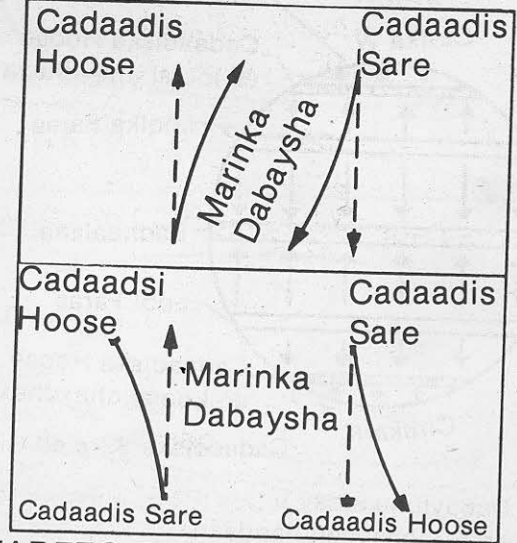 Cadaadis
Hoose
Cadaadis
Sare
Marinka
Dabaysha
Cadaadsi
Hoose
Cadaadis
Sare
Marinka
Dabaysha
Cadaadis Sare
Cadaadis Hoose